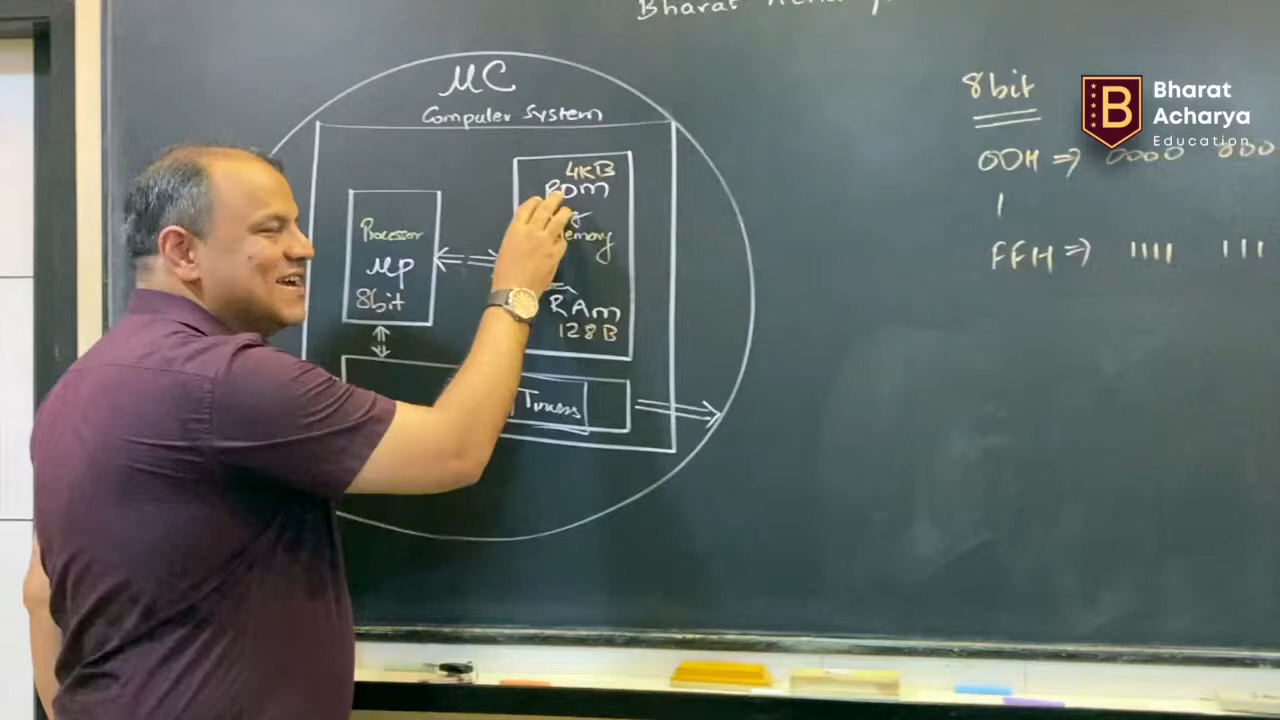 Bharat
μC
Computer System
4KB
ROM
Processor
μP
8bit
RAM
128B
Timers
8bit
00H ⇒ 0000 000
|
FFH ⇒ 1111 111
B
Bharat
Acharya
Education